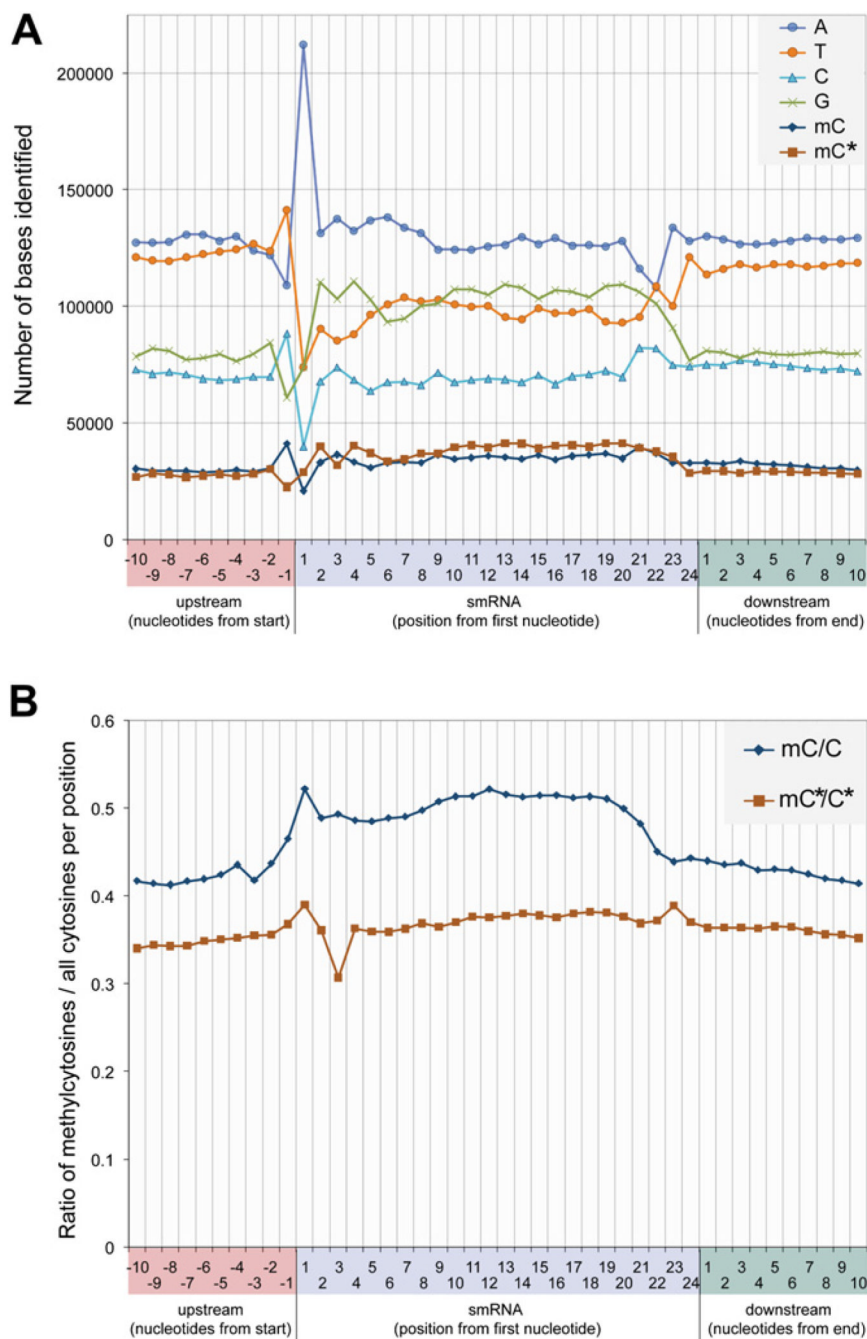 A
Number of bases identified
200000
150000
100000
50000
0
A
T
C
G
mC
mC*
-10 -8 -6 -4 -2 1 3 5 7 9 11 13 15 17 19 21 23 1 3 5 7 9
-9 -7 -5 -3 -1 2 4 6 8 10 12 14 16 18 20 22 24 2 4 6 8 10
upstream smRNA downstream
(nucleotides from start) (position from first nucleotide) (nucleotides from end)
B
Ratio of methylcytosines / all cytosines per position
0.6
0.5
0.4
0.3
0.2
0.1
0
mC/C
mC*/C*
-10 -8 -6 -4 -2 1 3 5 7 9 11 13 15 17 19 21 23 1 3 5 7 9
-9 -7 -5 -3 -1 2 4 6 8 10 12 14 16 18 20 22 24 2 4 6 8 10
upstream smRNA downstream
(nucleotides from start) (position from first nucleotide) (nucleotides from end)